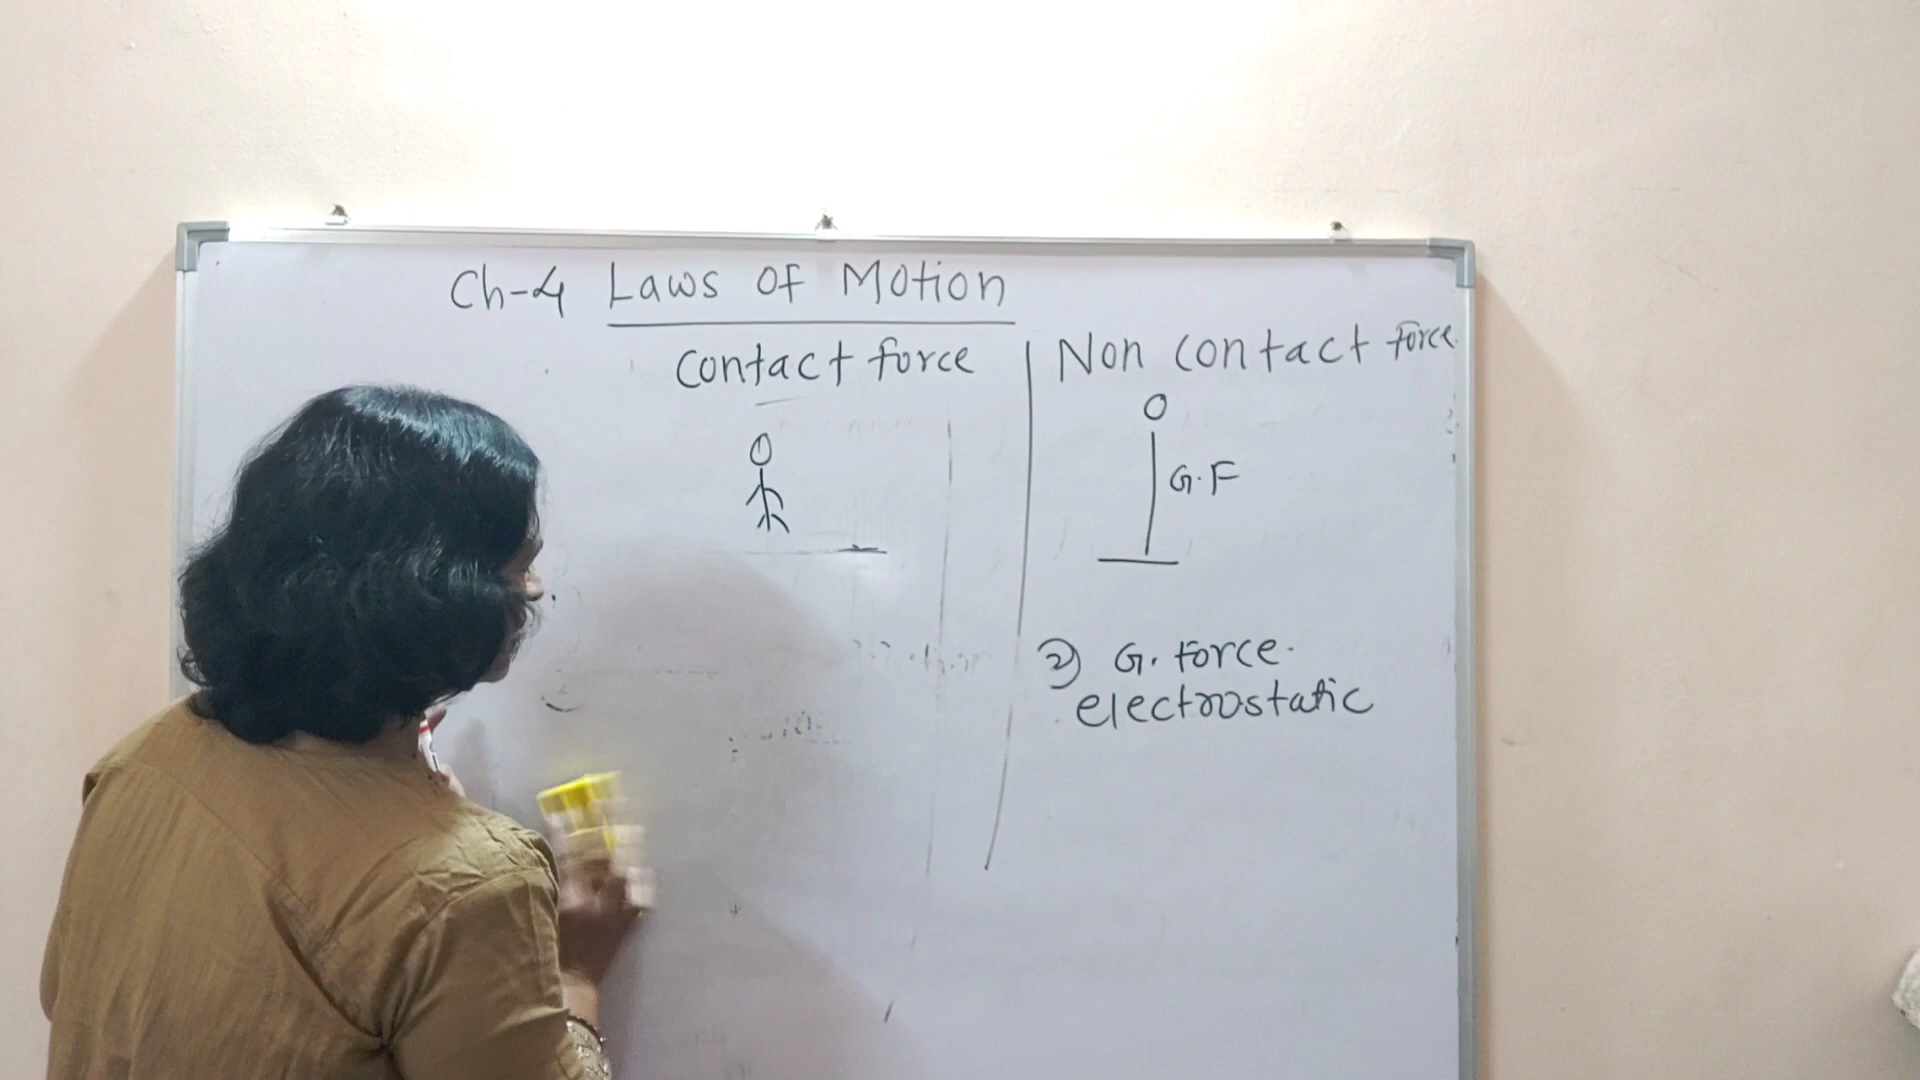 Ch-4 Laws of Motion
Contact force
Non contact force
G.F
2) G. force.
electrostatic